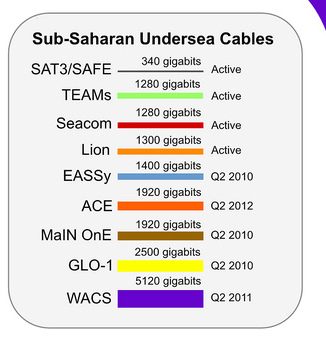 Sub-Saharan Undersea Cables
340 gigabits
SAT3/SAFE Active
1280 gigabits
TEAMs Active
1280 gigabits
Seacom Active
1300 gigabits
Lion Active
1400 gigabits
EASSy Q2 2010
1920 gigabits
ACE Q2 2012
1920 gigabits
MaIN OnE Q2 2010
2500 gigabits
GLO-1 Q2 2010
5120 gigabits
WACS Q2 2011